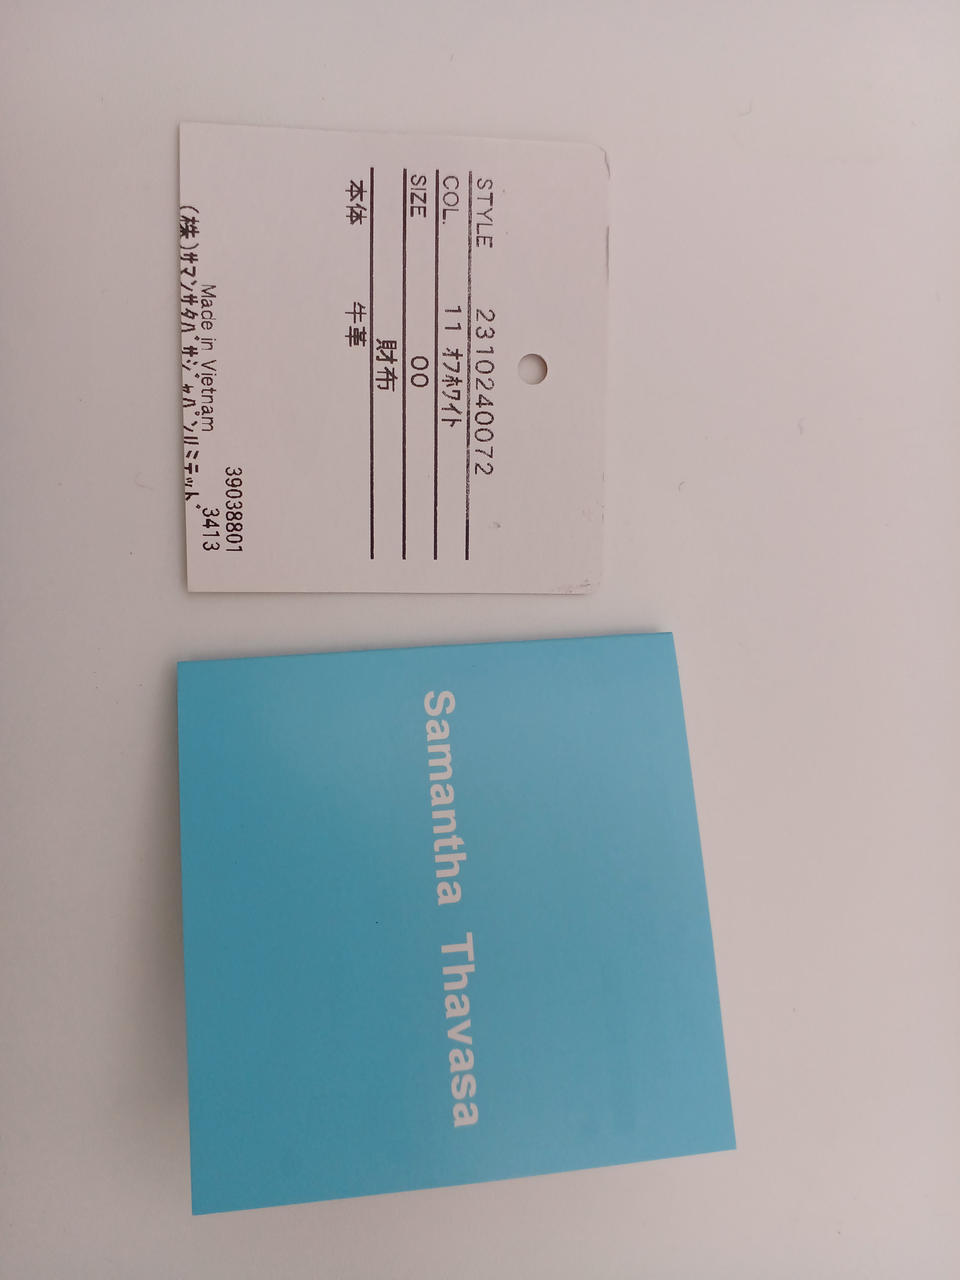 STYLE 2310240072
COL. 11 ｵﾌﾎﾜｲﾄ
SIZE 00
財布
本体 牛革
39038801
Made in Vietnam 3413
(株)ｻﾏﾝｻﾀﾊﾞｻｼﾞｬﾊﾟﾝﾘﾐﾃｯﾄﾞ
Samantha Thavasa